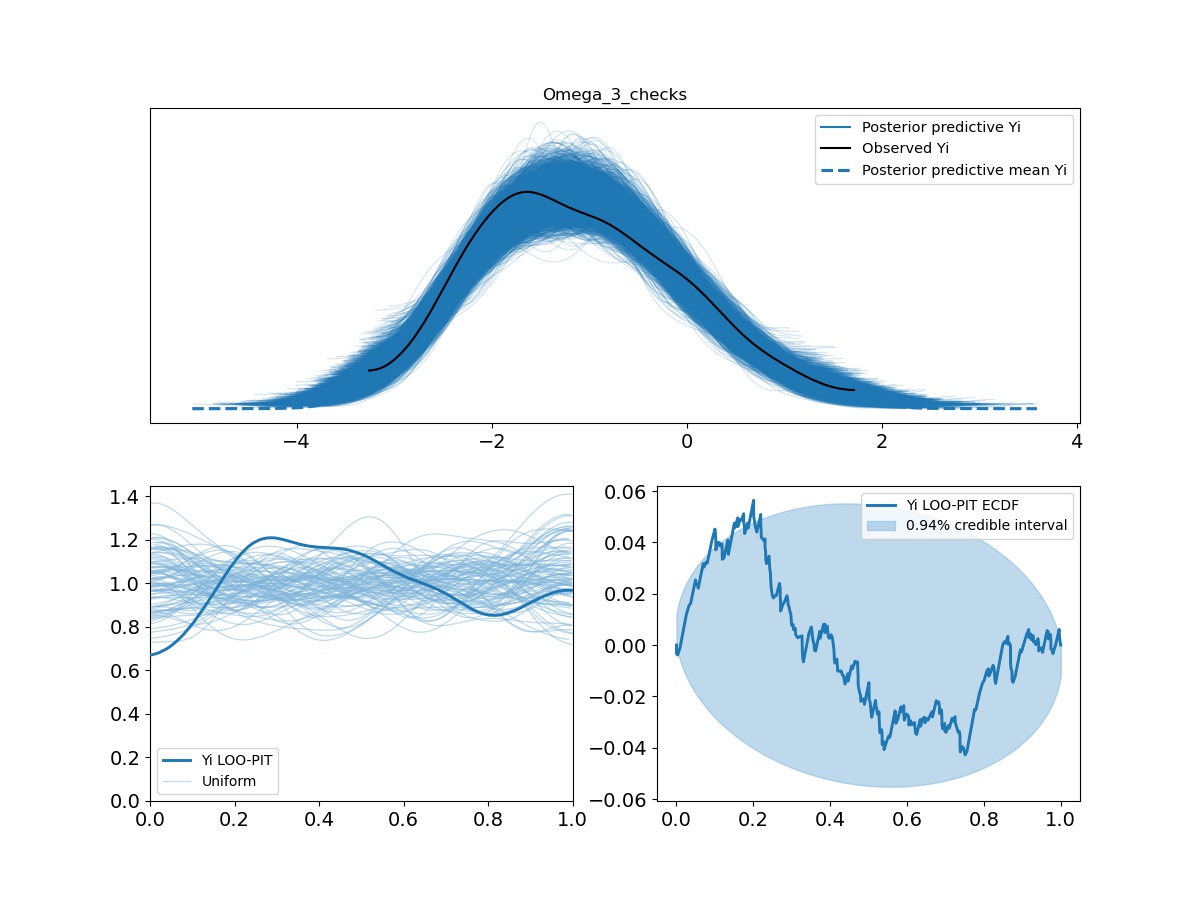 Omega_3_checks
Posterior predictive Yi
Observed Yi
Posterior predictive mean Yi
−4 −2 0 2 4
1.4
1.2
1.0
0.8
0.6
0.4
0.2
0.0
Yi LOO-PIT
Uniform
0.0 0.2 0.4 0.6 0.8 1.0
0.06
0.04
0.02
0.00
−0.02
−0.04
−0.06
Yi LOO-PIT ECDF
0.94% credible interval
0.0 0.2 0.4 0.6 0.8 1.0